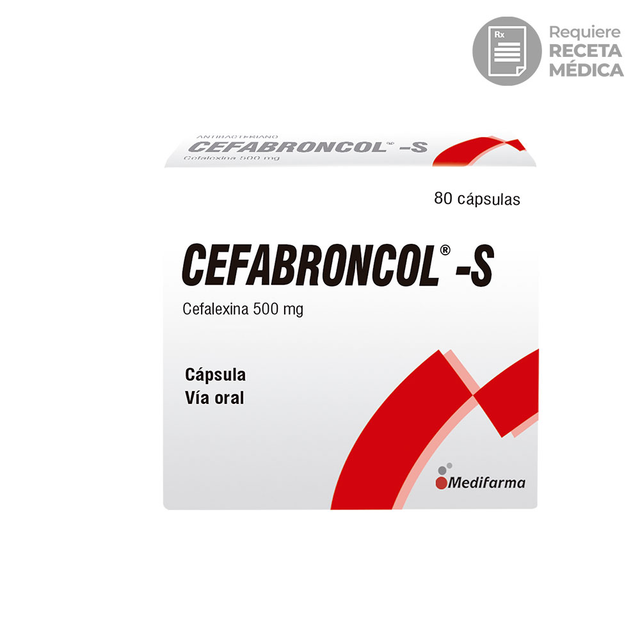 Requiere
RECETA
MÉDICA
Rx
ANTIBACTERIANO
CEFABRONCOL® -S
Cefalexina 500 mg
80 cápsulas
CEFABRONCOL® -S
Cefalexina 500 mg
Cápsula
Vía oral
Medifarma